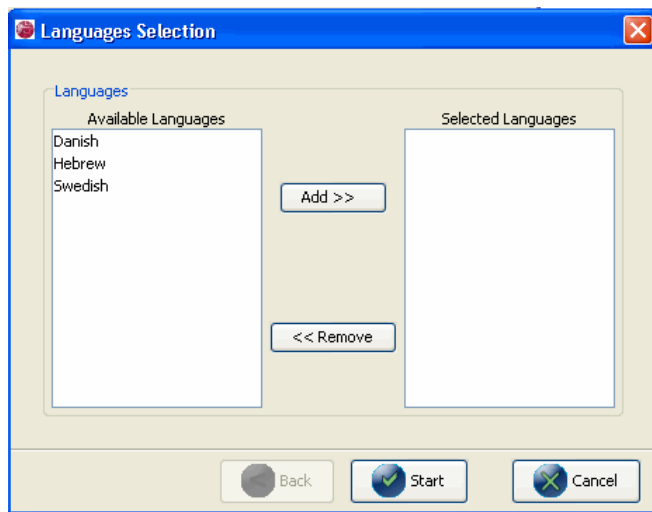 Languages Selection
Languages
Available Languages
Selected Languages
Danish
Hebrew
Swedish
Add >>
<< Remove
Back
Start
Cancel